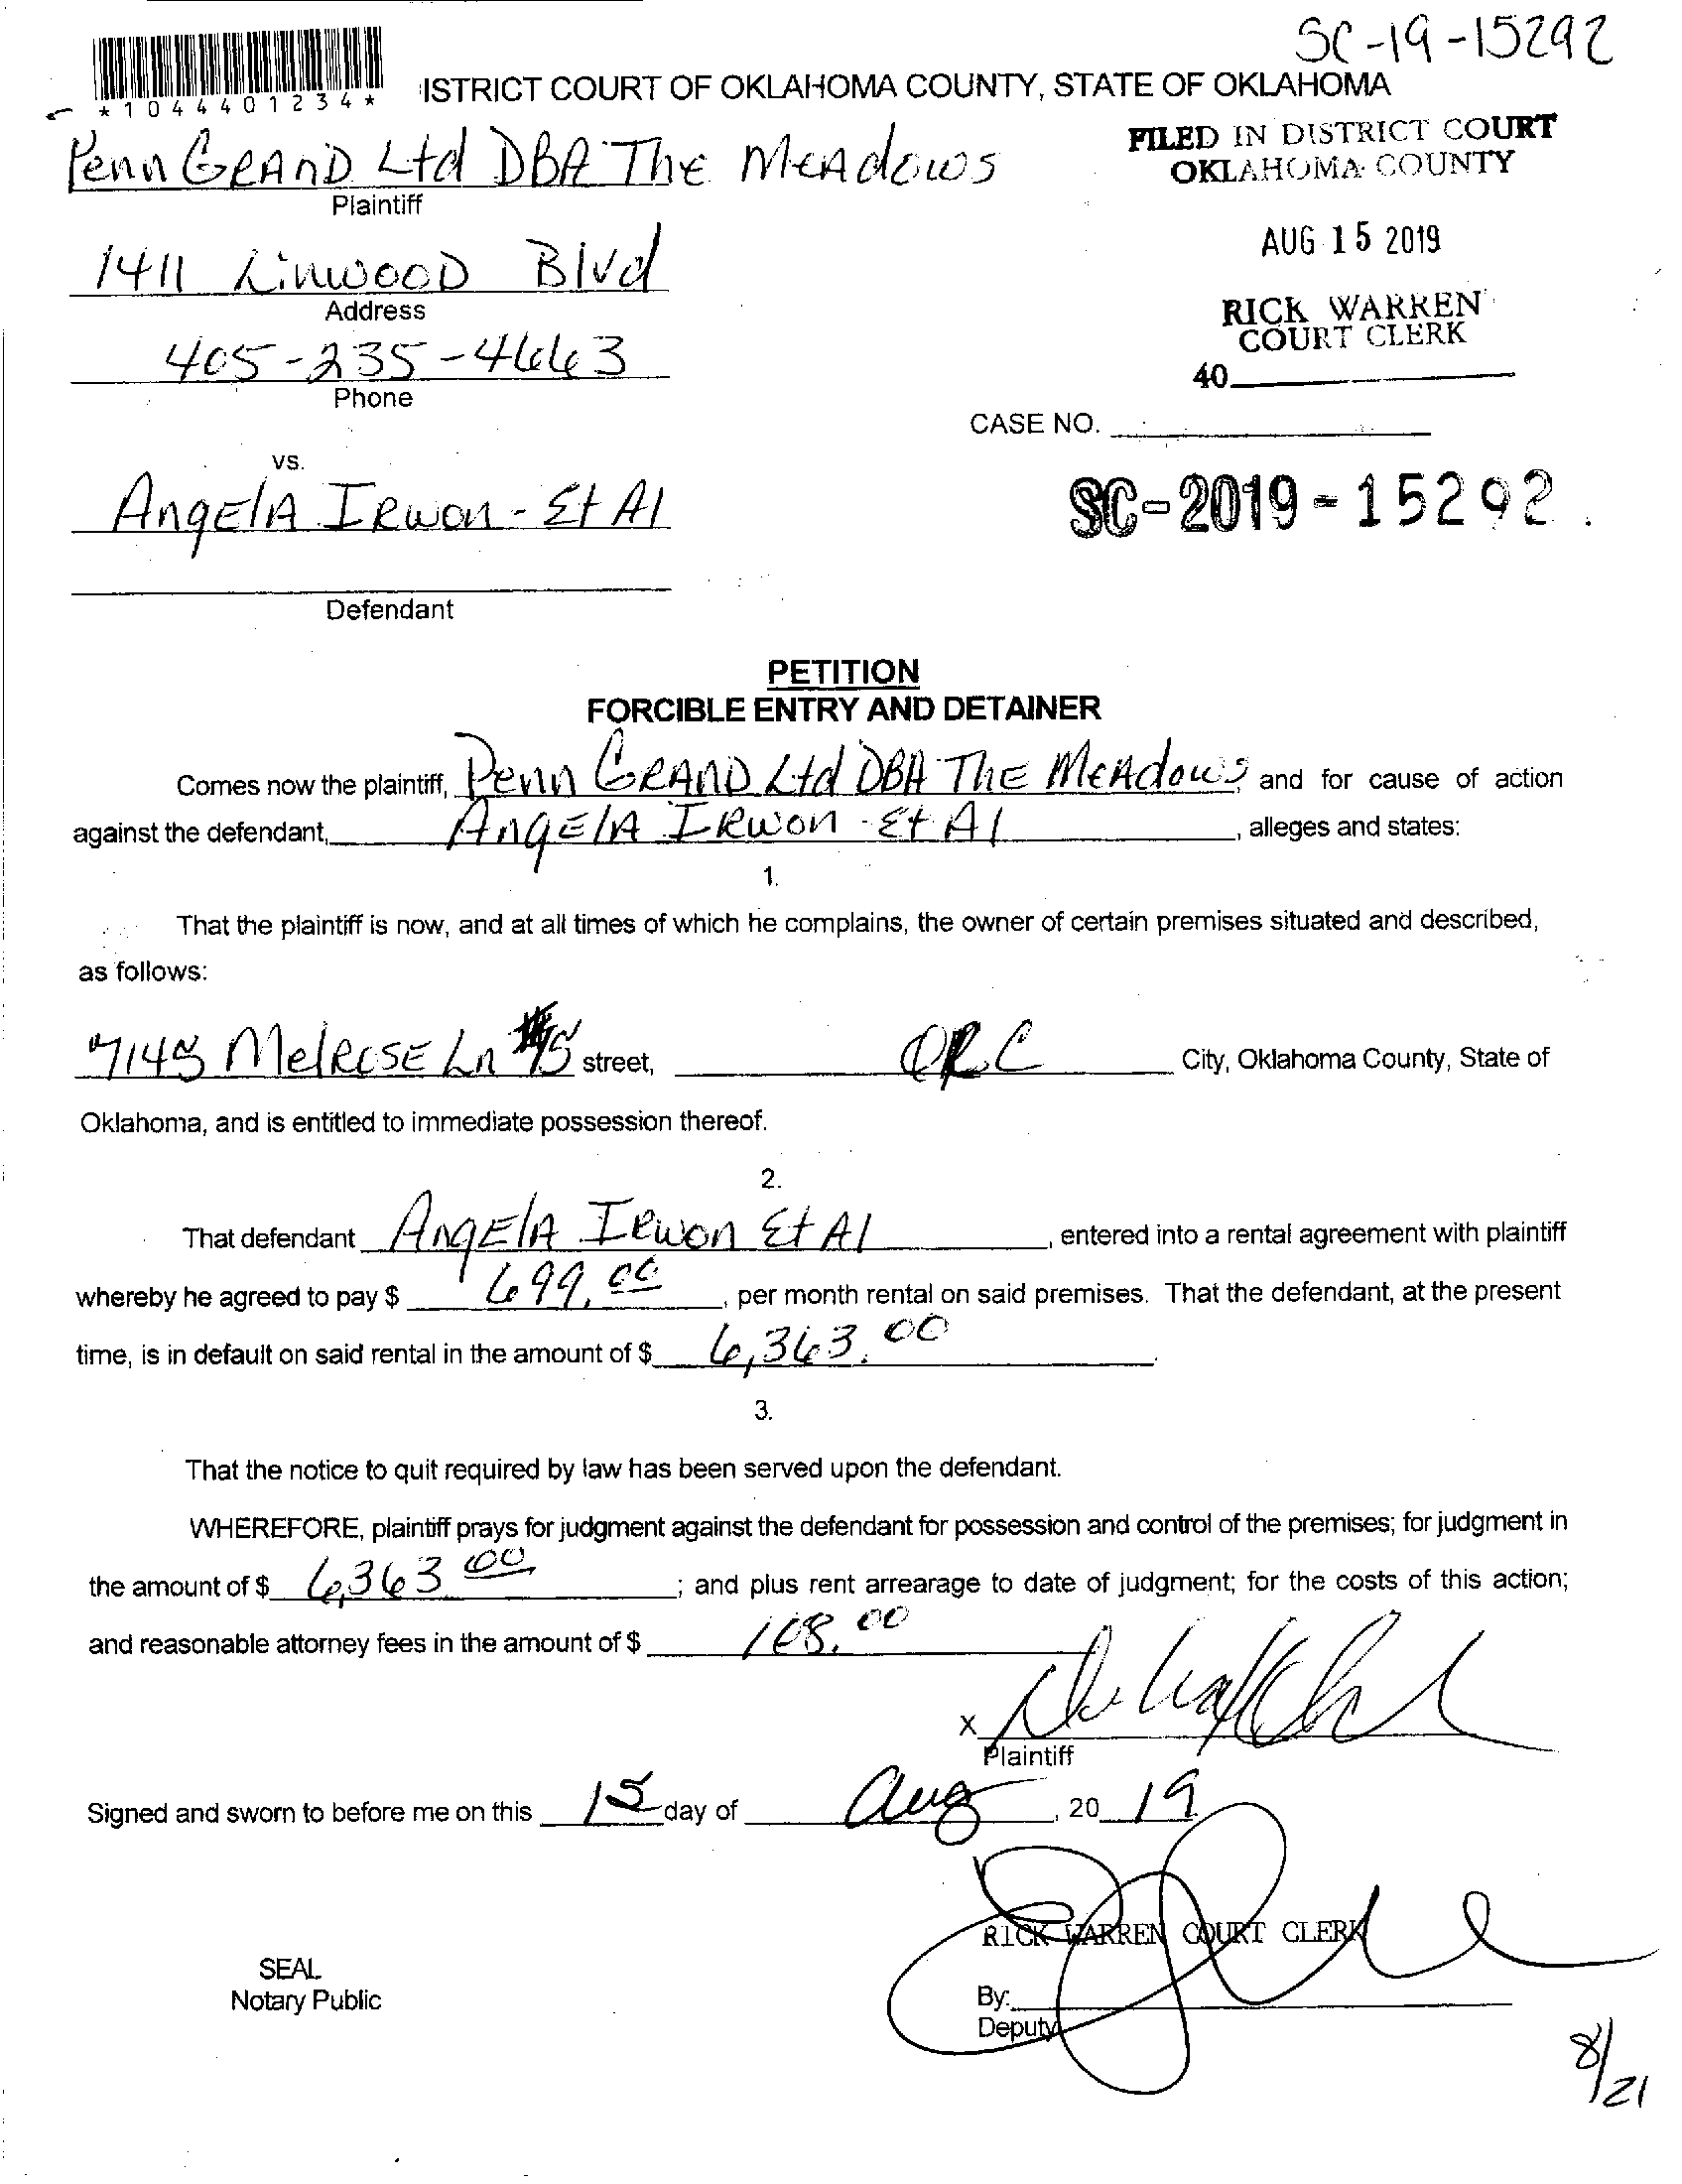 SC-19-15292
*1044401234*
ISTRICT COURT OF OKLAHOMA COUNTY, STATE OF OKLAHOMA
Penn GRAND Ltd DBA The MEAdows
Plaintiff
FILED IN DISTRICT COURT
OKLAHOMA COUNTY
1411 LinwooD Blvd
Address
AUG 15 2019
405-235-4663
Phone
RICK WARREN
COURT CLERK
40
CASE NO.
vs.
AngElA IRwon - Et Al
SC-2019-15292.
Defendant
PETITION
FORCIBLE ENTRY AND DETAINER
Comes now the plaintiff, Penn GRAND Ltd DBA ThE MEAdows, and for cause of action
against the defendant, AngElA IRwon - Et Al, alleges and states:
1.
That the plaintiff is now, and at all times of which he complains, the owner of certain premises situated and described,
as follows:
7145 MelRosE Ln street, City, Oklahoma County, State of
Oklahoma, and is entitled to immediate possession thereof.
2.
That defendant AngElA IRwon Et Al, entered into a rental agreement with plaintiff
whereby he agreed to pay $ 699.00, per month rental on said premises. That the defendant, at the present
time, is in default on said rental in the amount of $ 6,363.00.
3.
That the notice to quit required by law has been served upon the defendant.
WHEREFORE, plaintiff prays for judgment against the defendant for possession and control of the premises; for judgment in
the amount of $ 6,363 00; and plus rent arrearage to date of judgment; for the costs of this action;
and reasonable attorney fees in the amount of $ 168.00
X
Plaintiff
Signed and sworn to before me on this 15 day of Aug, 20 19
RICK WARREN COURT CLERK
SEAL
Notary Public
By:
Deputy
8/21